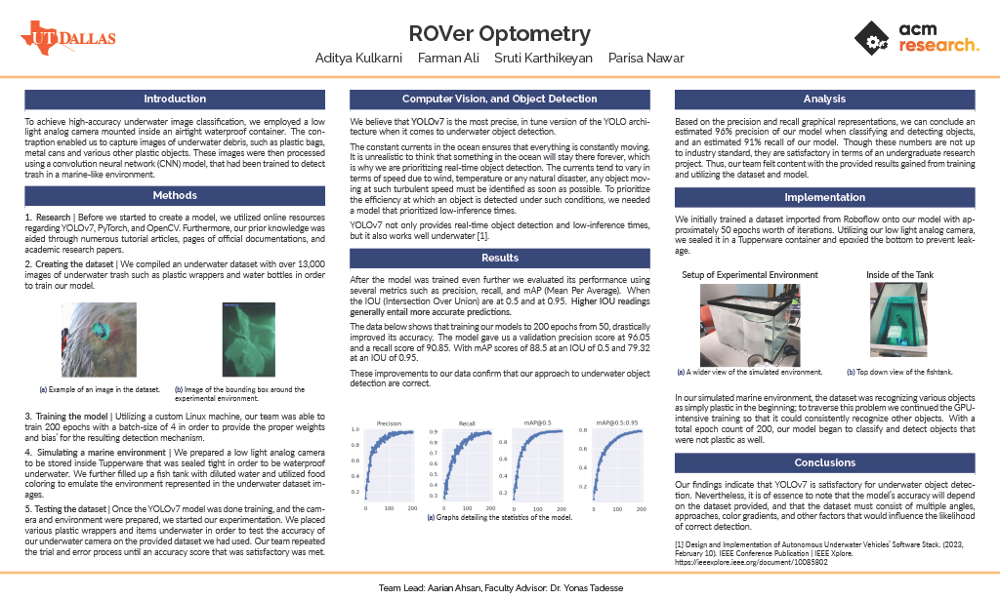 UT DALLAS
ROVer Optometry
Aditya Kulkarni Farman Ali Sruti Karthikeyan Parisa Nawar
acm
research.
Introduction
To achieve high-accuracy underwater image classification, we employed a low
light analog camera mounted inside an airtight waterproof container. The con-
traption enabled us to capture images of underwater debris, such as plastic bags,
metal cans and various other plastic objects. These images were then processed
using a convolution neural network (CNN) model, that had been trained to detect
trash in a marine-like environment.
Methods
1. Research | Before we started to create a model, we utilized online resources
regarding YOLOv7, PyTorch, and OpenCV. Furthermore, our prior knowledge was
aided through numerous tutorial articles, pages of official documentations, and
academic research papers.
2. Creating the dataset | We compiled an underwater dataset with over 13,000
images of underwater trash such as plastic wrappers and water bottles in order
to train our model.
(a) Example of an image in the dataset.
(b) Image of the bounding box around the
experimental environment.
3. Training the model | Utilizing a custom Linux machine, our team was able to
train 200 epochs with a batch-size of 4 in order to provide the proper weights
and bias' for the resulting detection mechanism.
4. Simulating a marine environment | We prepared a low light analog camera
to be stored inside Tupperware that was sealed tight in order to be waterproof
underwater. We further filled up a fish tank with diluted water and utilized food
coloring to emulate the environment represented in the underwater dataset im-
ages.
5. Testing the dataset | Once the YOLOv7 model was done training, and the cam-
era and environment were prepared, we started our experimentation. We placed
various plastic wrappers and items underwater in order to test the accuracy of
our underwater camera on the provided dataset we had used. Our team repeated
the trial and error process until an accuracy score that was satisfactory was met.
Computer Vision, and Object Detection
We believe that YOLOv7 is the most precise, in tune version of the YOLO archi-
tecture when it comes to underwater object detection.
The constant currents in the ocean ensures that everything is constantly moving.
It is unrealistic to think that something in the ocean will stay there forever, which
is why we are prioritizing real-time object detection. The currents tend to vary in
terms of speed due to wind, temperature or any natural disaster, any object mov-
ing at such turbulent speed must be identified as soon as possible. To prioritize
the efficiency at which an object is detected under such conditions, we needed
a model that prioritized low-inference times.
YOLOv7 not only provides real-time object detection and low-inference times,
but it also works well underwater [1].
Results
After the model was trained even further we evaluated its performance using
several metrics such as precision, recall, and mAP (Mean Per Average). When
the IOU (Intersection Over Union) are at 0.5 and at 0.95. Higher IOU readings
generally entail more accurate predictions.
The data below shows that training our models to 200 epochs from 50, drastically
improved its accuracy. The model gave us a validation precision score at 96.05
and a recall score of 90.85. With mAP scores of 88.5 at an IOU of 0.5 and 79.32
at an IOU of 0.95.
These improvements to our data confirm that our approach to underwater object
detection are correct.
Precision
1.0
0.8
0.6
0.4
0.2
0 100 200
Recall
0.9
0.8
0.7
0.6
0.5
0.4
0.3
0 100 200
mAP@0.5
0.8
0.6
0.4
0.2
0 100 200
mAP@0.5:0.95
0.8
0.6
0.4
0.2
0 100 200
(a) Graphs detailing the statistics of the model.
Analysis
Based on the precision and recall graphical representations, we can conclude an
estimated 96% precision of our model when classifying and detecting objects,
and an estimated 91% recall of our model. Though these numbers are not up
to industry standard, they are satisfactory in terms of an undergraduate research
project. Thus, our team felt content with the provided results gained from training
and utilizing the dataset and model.
Implementation
We initially trained a dataset imported from Roboflow onto our model with ap-
proximately 50 epochs worth of iterations. Utilizing our low light analog camera,
we sealed it in a Tupperware container and epoxied the bottom to prevent leak-
age.
Setup of Experimental Environment
Inside of the Tank
(a) A wider view of the simulated environment.
(b) Top down view of the fishtank.
In our simulated marine environment, the dataset was recognizing various objects
as simply plastic in the beginning; to traverse this problem we continued the GPU-
intensive training so that it could consistently recognize other objects. With a
total epoch count of 200, our model began to classify and detect objects that
were not plastic as well.
Conclusions
Our findings indicate that YOLOv7 is satisfactory for underwater object detec-
tion. Nevertheless, it is of essence to note that the model's accuracy will depend
on the dataset provided, and that the dataset must consist of multiple angles,
approaches, color gradients, and other factors that would influence the likelihood
of correct detection.
[1] Design and Implementation of Autonomous Underwater Vehicles' Software Stack. (2023,
February 10). IEEE Conference Publication | IEEE Xplore.
https://ieeexplore.ieee.org/document/10085802
Team Lead: Aarian Ahsan, Faculty Advisor: Dr. Yonas Tadesse